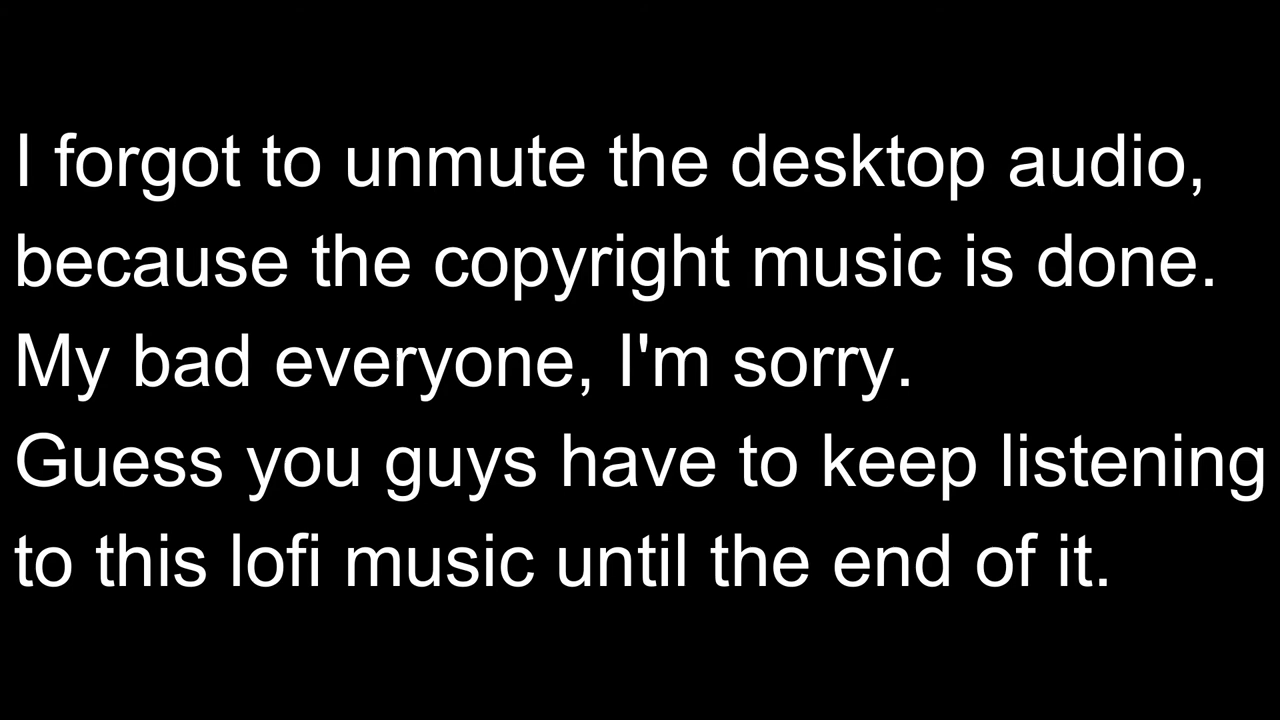 I forgot to unmute the desktop audio,
because the copyright music is done.
My bad everyone, I'm sorry.
Guess you guys have to keep listening
to this lofi music until the end of it.